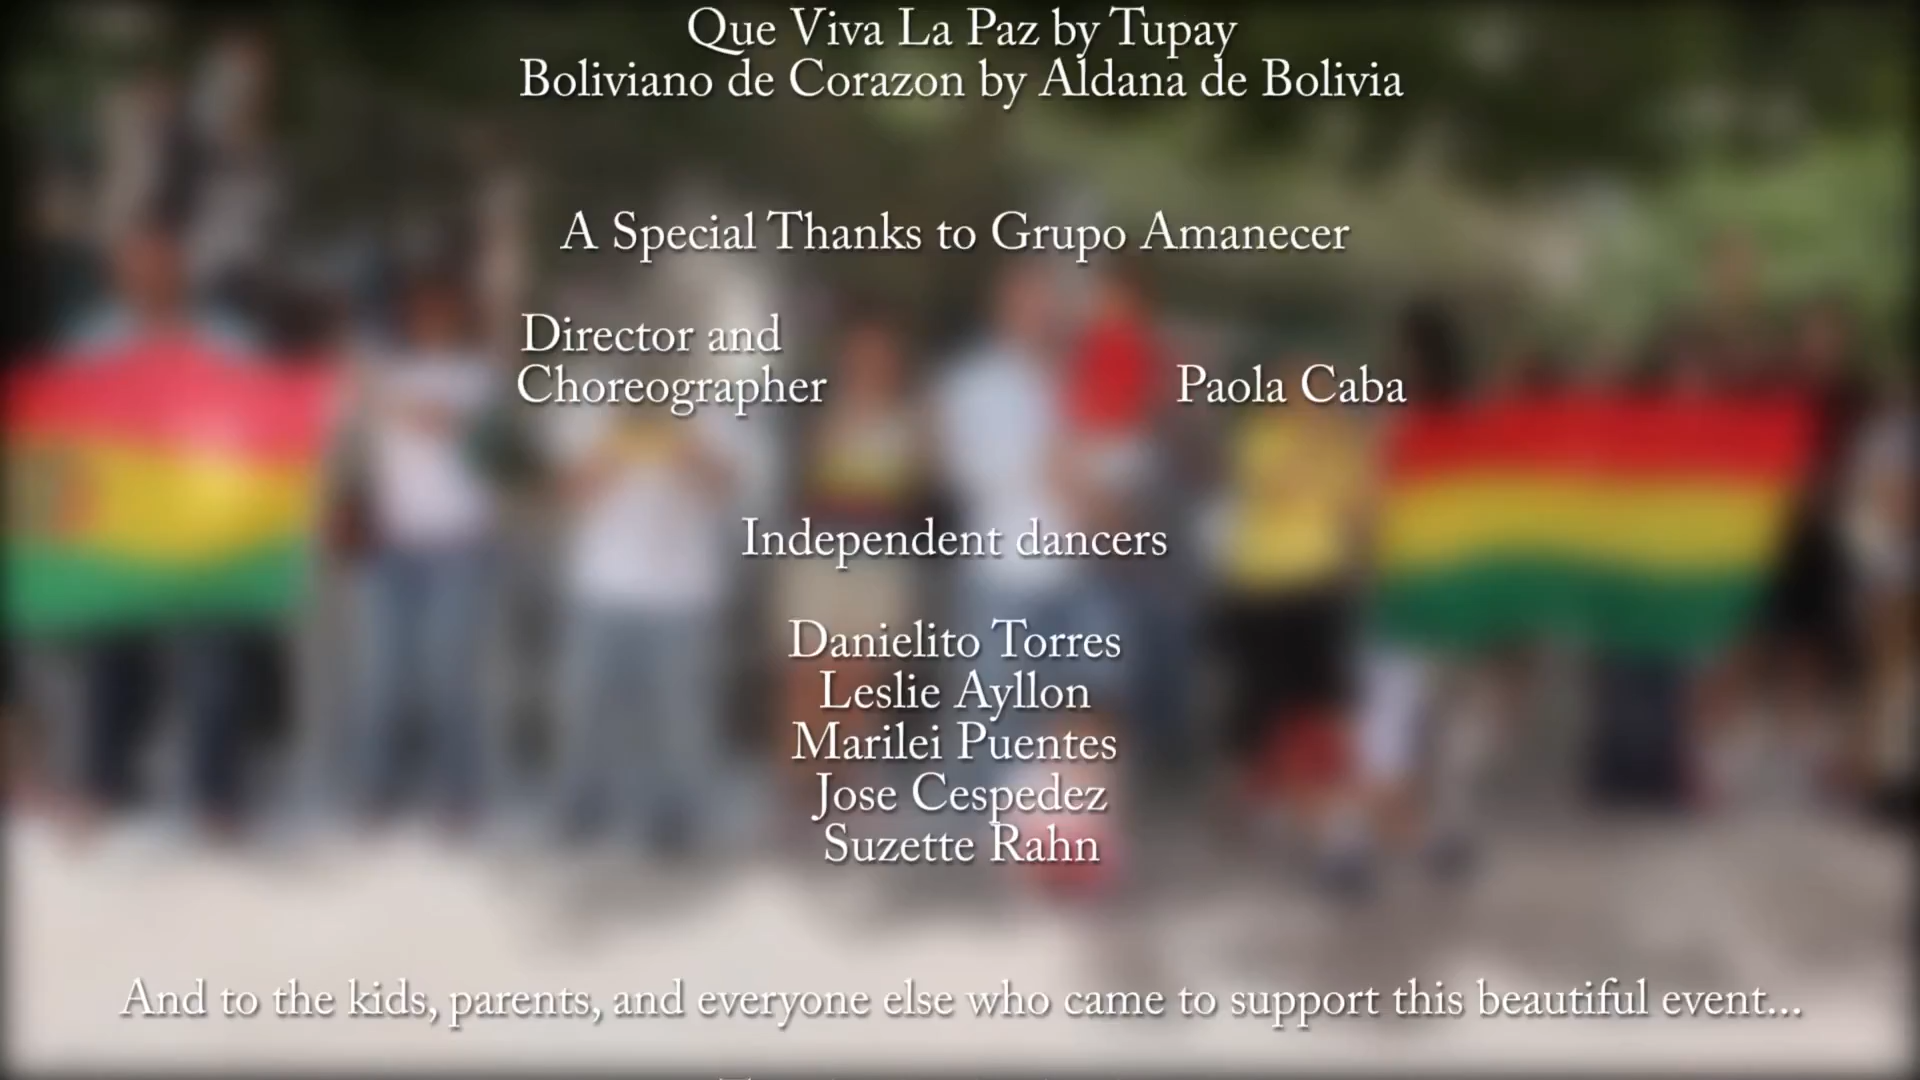 Que Viva La Paz by Tupay
Boliviano de Corazon by Aldana de Bolivia
A Special Thanks to Grupo Amanecer
Director and
Choreographer Paola Caba
Independent dancers
Danielito Torres
Leslie Ayllon
Marilei Puentes
Jose Cespedez
Suzette Rahn
And to the kids, parents, and everyone else who came to support this beautiful event...